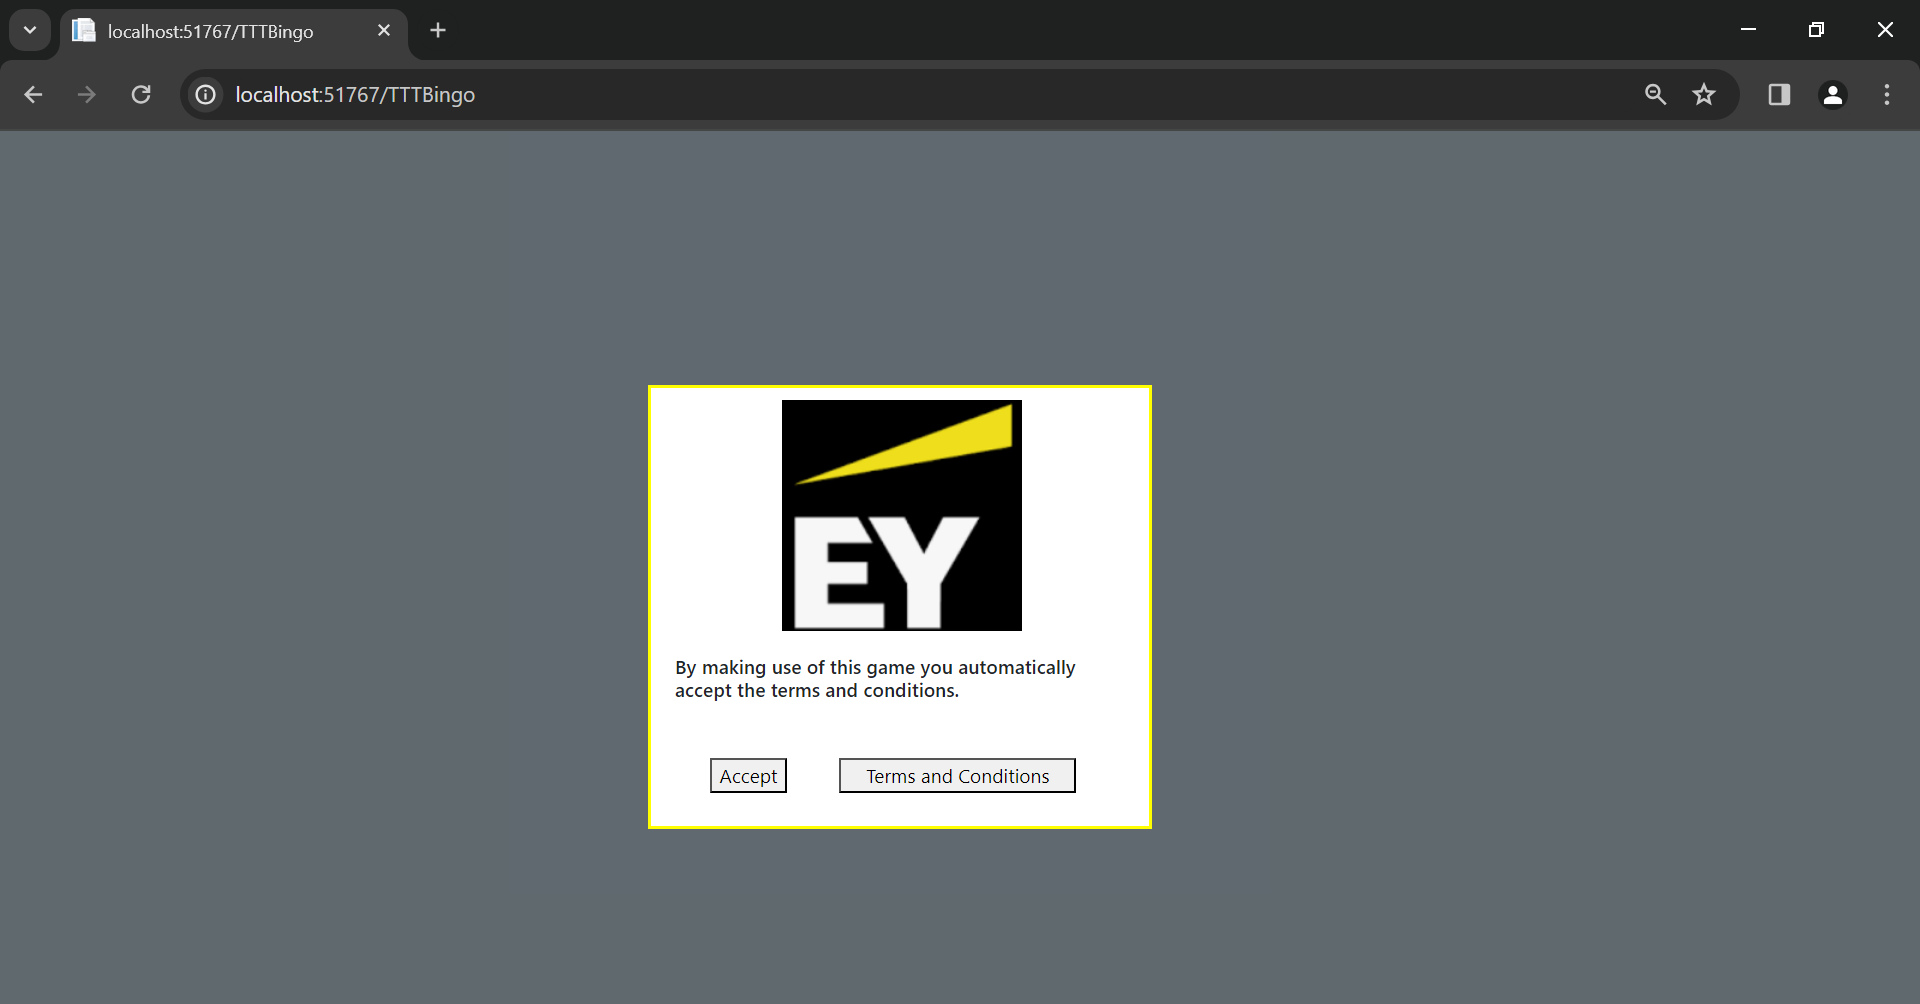 localhost:51767/TTTBingo
localhost:51767/TTTBingo
EY
By making use of this game you automatically
accept the terms and conditions.
Accept
Terms and Conditions